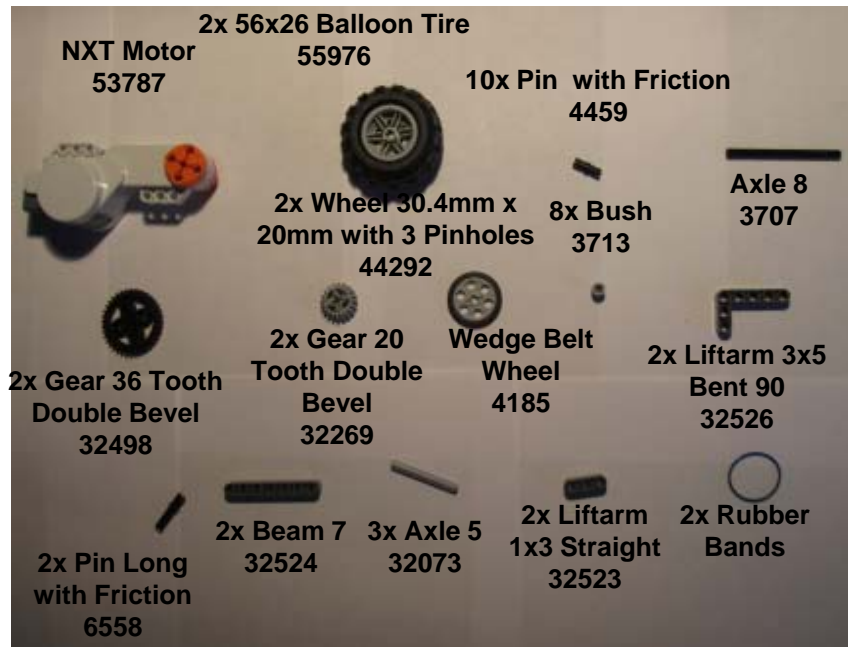 2x 56x26 Balloon Tire
55976
NXT Motor
53787
10x Pin with Friction
4459
2x Wheel 30.4mm x
20mm with 3 Pinholes
44292
8x Bush
3713
Axle 8
3707
2x Gear 36 Tooth
Double Bevel
32498
2x Gear 20
Tooth Double
Bevel
32269
Wedge Belt
Wheel
4185
2x Liftarm 3x5
Bent 90
32526
2x Pin Long
with Friction
6558
2x Beam 7
32524
3x Axle 5
32073
2x Liftarm
1x3 Straight
32523
2x Rubber
Bands